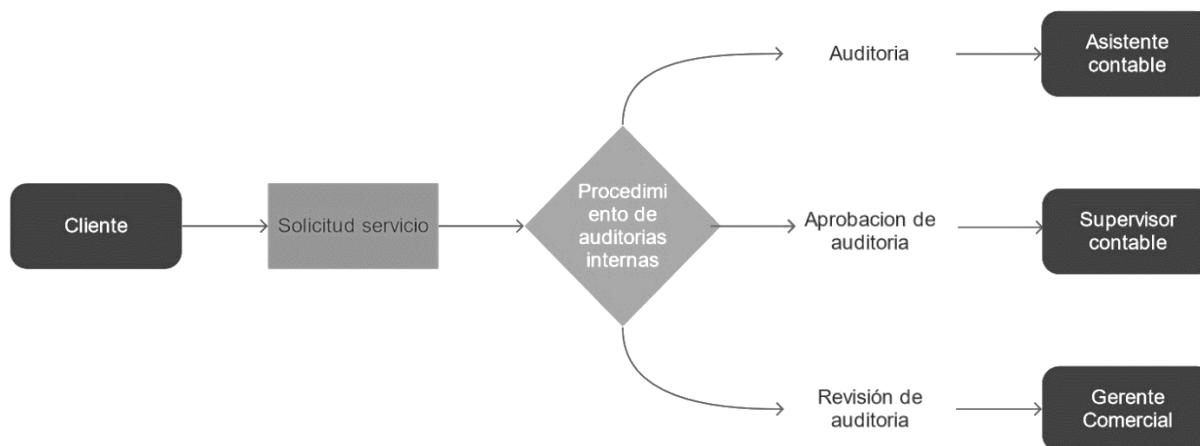 Auditoria
Asistente
contable
Cliente
Solicitud servicio
Procedimi
ento de
auditorias
internas
Aprobacion de
auditoria
Supervisor
contable
Revisión de
auditoria
Gerente
Comercial